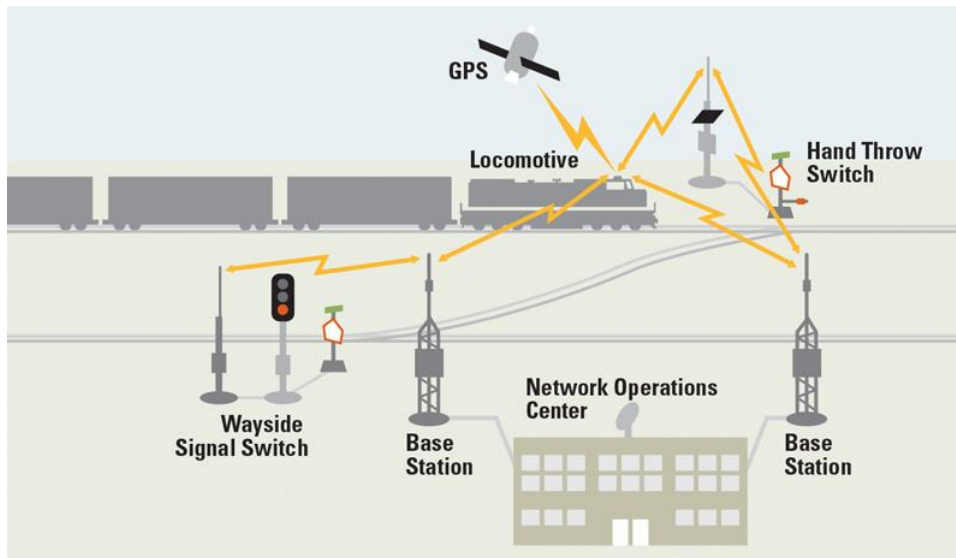 GPS
Locomotive
Hand Throw
Switch
Wayside
Signal Switch
Base
Station
Network Operations
Center
Base
Station